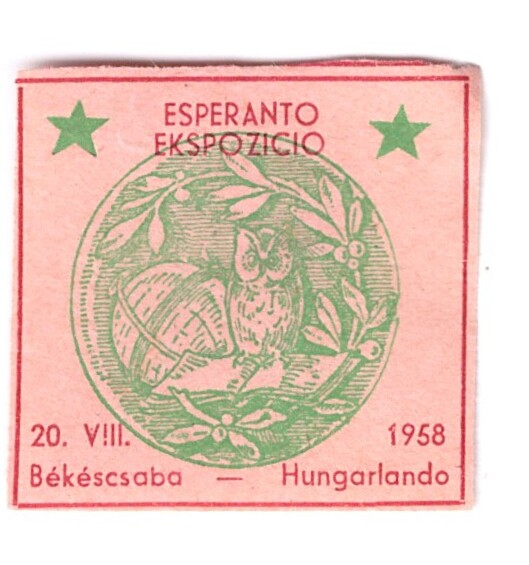 ESPERANTO
EKSPOZICIO
20. VIII. 1958
Békéscsaba — Hungarlando